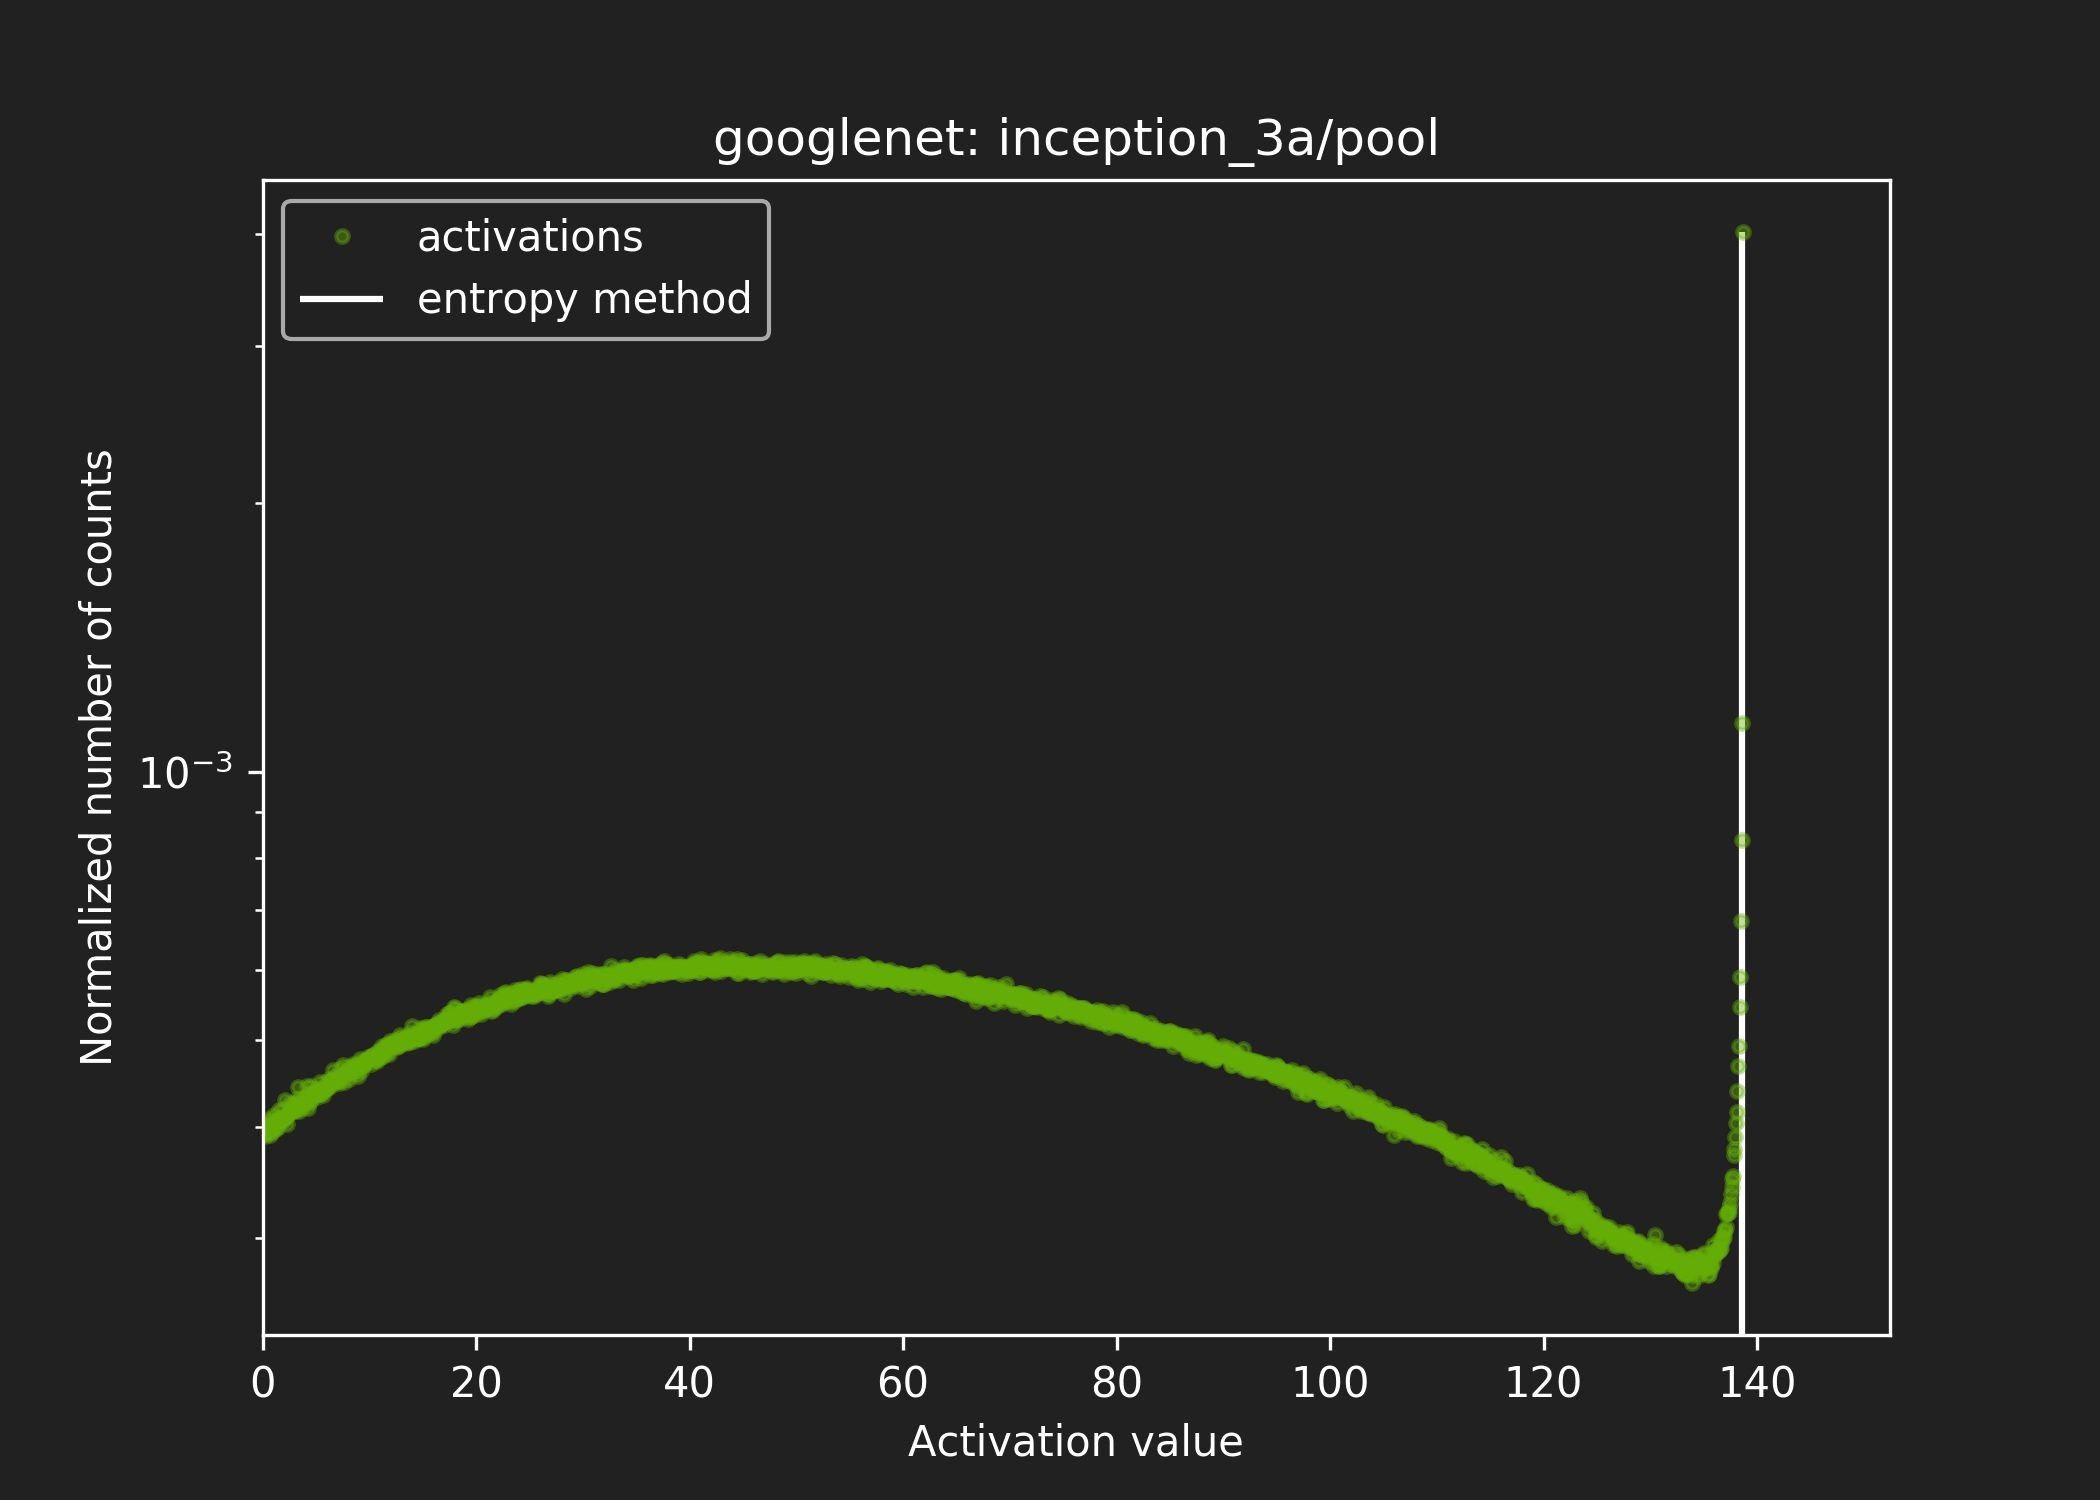 googlenet: inception_3a/pool
activations
entropy method
Normalized number of counts
10⁻³
0 20 40 60 80 100 120 140
Activation value